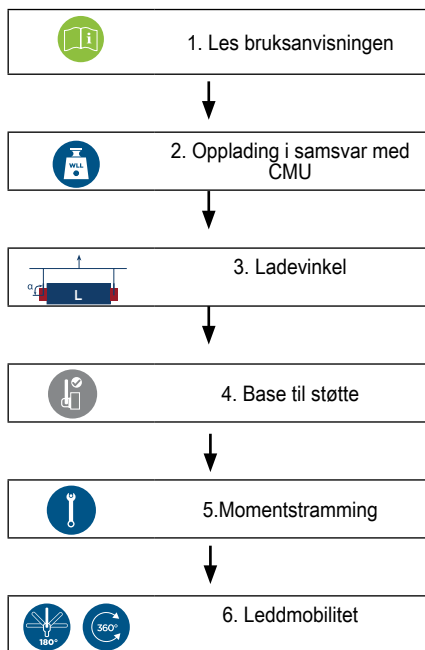 i
1. Les bruksanvisningen
WLL
2. Opplading i samsvar med
CMU
α
L
3. Ladevinkel
4. Base til støtte
5.Momentstramming
180°
360°
6. Leddmobilitet